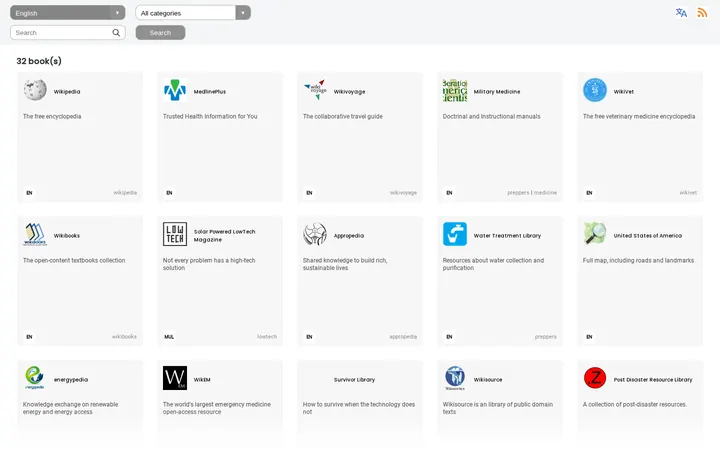 English
All categories
Search
Search
32 book(s)
Wikipedia
The free encyclopedia
EN
wikipedia
MedlinePlus
Trusted Health Information for You
EN
wiki
voyage
Wikivoyage
The collaborative travel guide
EN
wikivoyage
Military Medicine
Doctrinal and Instructional manuals
EN
preppers | medicine
WikiVet
The free veterinary medicine encyclopedia
EN
wikivet
WIKIBOOKS
Wikibooks
The open-content textbooks collection
EN
wikibooks
LOW
TECH
Solar Powered LowTech
Magazine
Not every problem has a high-tech
solution
MUL
lowtech
Appropedia
Shared knowledge to build rich,
sustainable lives
EN
appropedia
Water Treatment Library
Resources about water collection and
purification
EN
preppers
United States of America
Full map, including roads and landmarks
EN
energypedia
energypedia
Knowledge exchange on renewable
energy and energy access
W
EM
WikEM
The world's largest emergency medicine
open-access resource
Survivor Library
How to survive when the technology does
not
Wikisource
Wikisource is an library of public domain
texts
Z
Post Disaster Resource Library
A collection of post-disaster resources.